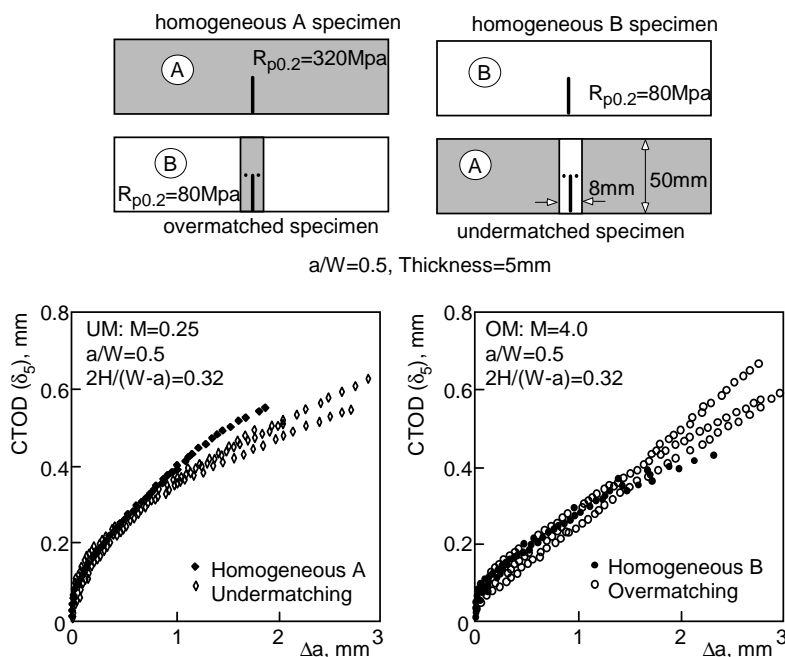 homogeneous A specimen
homogeneous B specimen
A
Rp0.2=320Mpa
B
Rp0.2=80Mpa
B
Rp0.2=80Mpa
A
8mm
50mm
overmatched specimen
undermatched specimen
a/W=0.5, Thickness=5mm
CTOD (δ5), mm
0.8
0.6
0.4
0.2
0
UM: M=0.25
a/W=0.5
2H/(W-a)=0.32
Homogeneous A
Undermatching
0
1
2
3
Δa, mm
CTOD (δ5), mm
0.8
0.6
0.4
0.2
0
OM: M=4.0
a/W=0.5
2H/(W-a)=0.32
Homogeneous B
Overmatching
0
1
2
3
Δa, mm